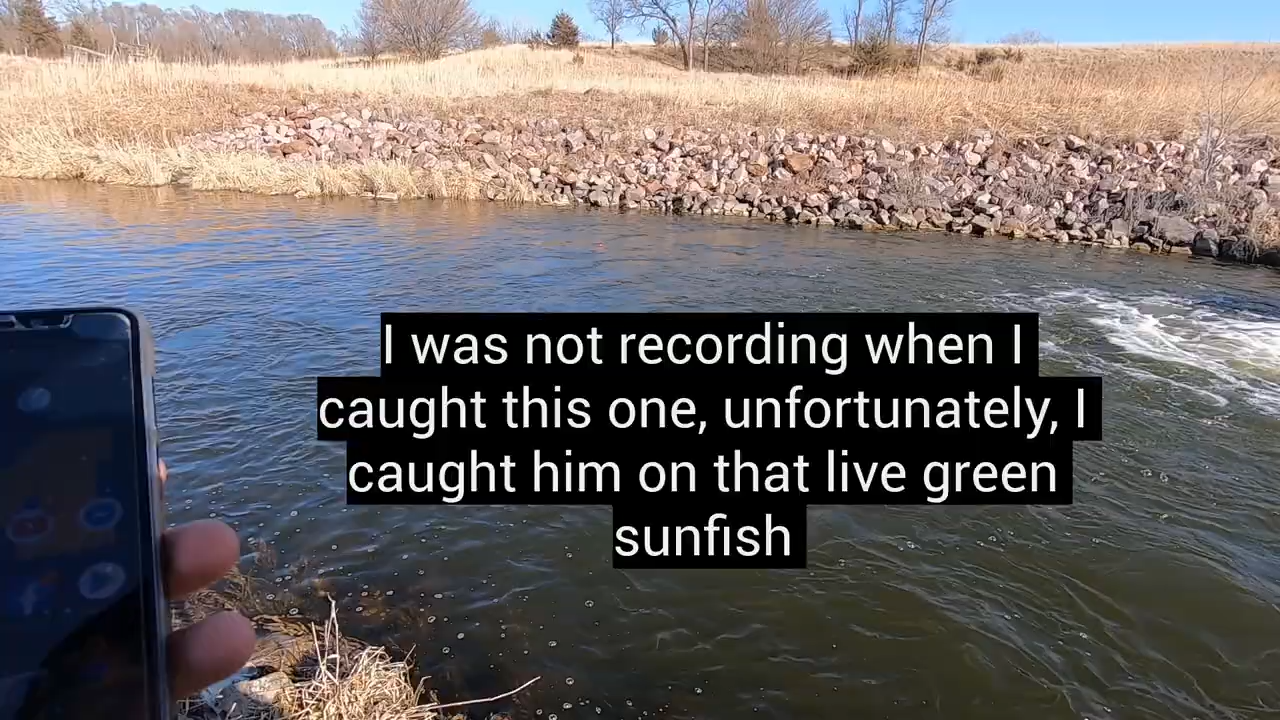 I was not recording when I
caught this one, unfortunately, I
caught him on that live green
sunfish